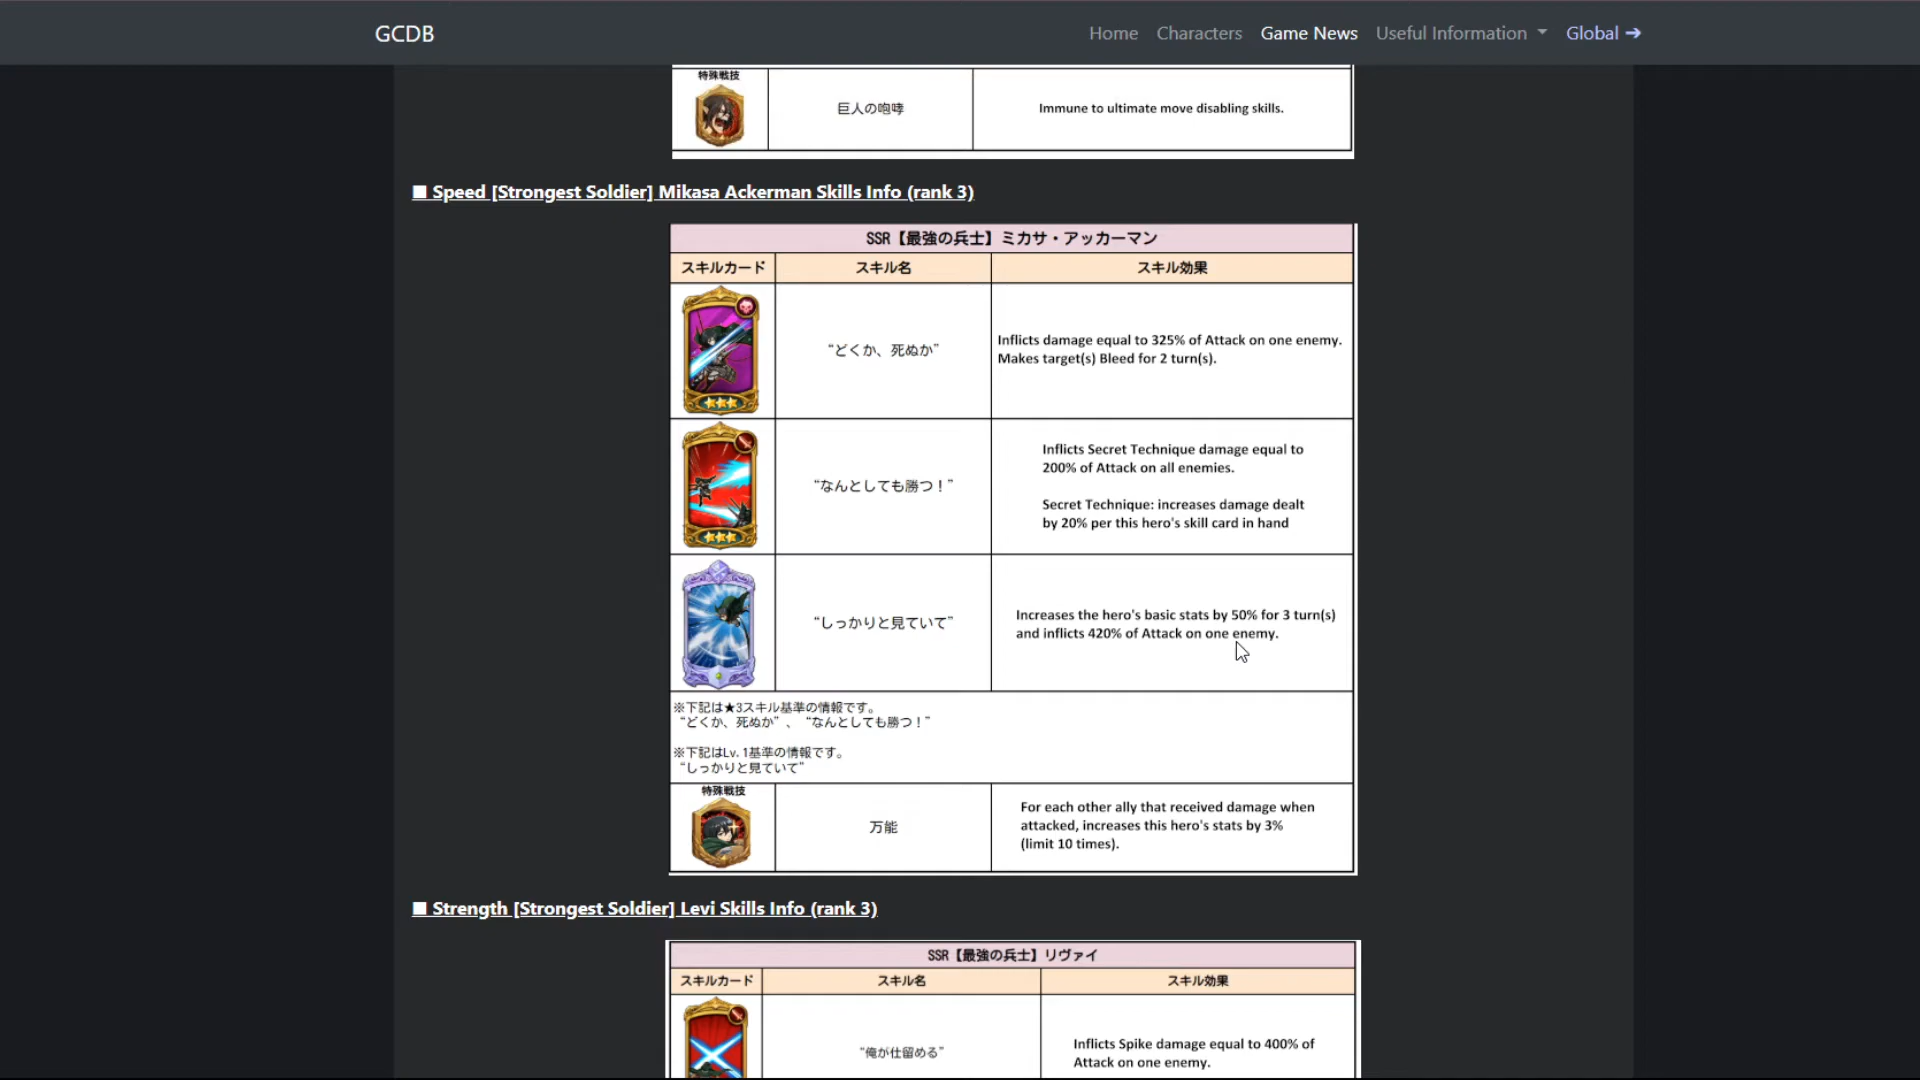 GCDB
Home Characters Game News Useful Information Global ➔
特殊戦技
巨人の咆哮
Immune to ultimate move disabling skills.
■ Speed [Strongest Soldier] Mikasa Ackerman Skills Info (rank 3)
SSR【最強の兵士】ミカサ・アッカーマン
スキルカード スキル名 スキル効果
“どくか、死ぬか”
Inflicts damage equal to 325% of Attack on one enemy.
Makes target(s) Bleed for 2 turn(s).
“なんとしても勝つ！”
Inflicts Secret Technique damage equal to
200% of Attack on all enemies.
Secret Technique: increases damage dealt
by 20% per this hero's skill card in hand
“しっかりと見ていて”
Increases the hero's basic stats by 50% for 3 turn(s)
and inflicts 420% of Attack on one enemy.
※下記は★3スキル基準の情報です。
“どくか、死ぬか”、“なんとしても勝つ！”
※下記はLv.1基準の情報です。
“しっかりと見ていて”
特殊戦技
万能
For each other ally that received damage when
attacked, increases this hero's stats by 3%
(limit 10 times).
■ Strength [Strongest Soldier] Levi Skills Info (rank 3)
SSR【最強の兵士】リヴァイ
スキルカード スキル名 スキル効果
“俺が仕留める”
Inflicts Spike damage equal to 400% of
Attack on one enemy.